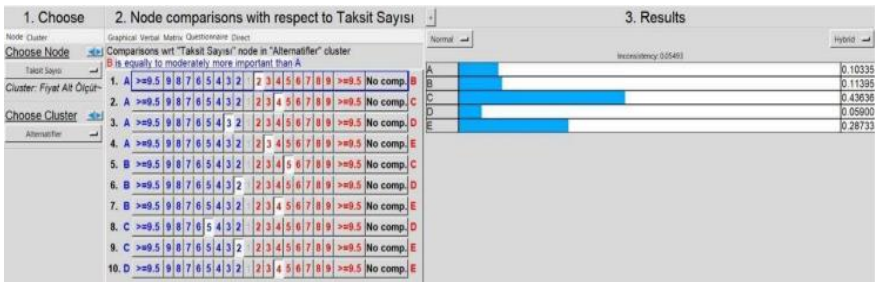 1. Choose
2. Node comparisons with respect to Taksit Sayısı
3. Results
Node Cluster
Graphical Verbal Matrix Questionnaire Direct
Normal
Hybrid
Choose Node
Comparisons wrt "Taksit Sayısı" node in "Alternatifler" cluster
B is equally to moderately more important than A
Inconsistency: 0.05493
Taksit Sayısı
Cluster: Fiyat Alt Ölçüt~
Choose Cluster
Alternatifler
1. A >=9.5 9 8 7 6 5 4 3 2 2 3 4 5 6 7 8 9 >=9.5 No comp. B
2. A >=9.5 9 8 7 6 5 4 3 2 2 3 4 5 6 7 8 9 >=9.5 No comp. C
3. A >=9.5 9 8 7 6 5 4 3 2 2 3 4 5 6 7 8 9 >=9.5 No comp. D
4. A >=9.5 9 8 7 6 5 4 3 2 2 3 4 5 6 7 8 9 >=9.5 No comp. E
5. B >=9.5 9 8 7 6 5 4 3 2 2 3 4 5 6 7 8 9 >=9.5 No comp. C
6. B >=9.5 9 8 7 6 5 4 3 2 2 3 4 5 6 7 8 9 >=9.5 No comp. D
7. B >=9.5 9 8 7 6 5 4 3 2 2 3 4 5 6 7 8 9 >=9.5 No comp. E
8. C >=9.5 9 8 7 6 5 4 3 2 2 3 4 5 6 7 8 9 >=9.5 No comp. D
9. C >=9.5 9 8 7 6 5 4 3 2 2 3 4 5 6 7 8 9 >=9.5 No comp. E
10. D >=9.5 9 8 7 6 5 4 3 2 2 3 4 5 6 7 8 9 >=9.5 No comp. E
A 0.10335
B 0.11395
C 0.43636
D 0.05900
E 0.28733